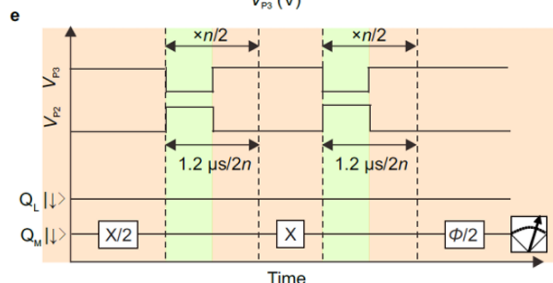 V_P3 (V)
e
×n/2 ×n/2
V_P3
V_P2
1.2 μs/2n 1.2 μs/2n
Q_L |↓>
Q_M |↓> X/2 X Φ/2
Time